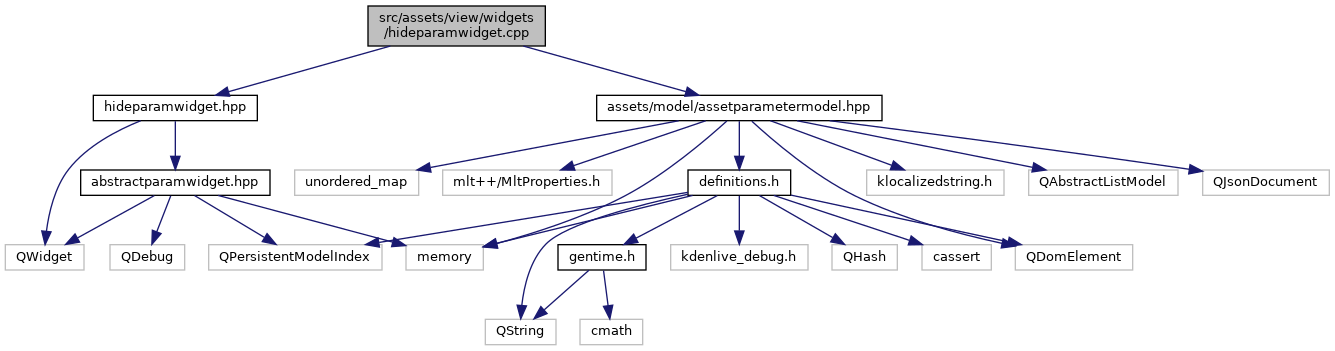 src/assets/view/widgets
/hideparamwidget.cpp
hideparamwidget.hpp
assets/model/assetparametermodel.hpp
abstractparamwidget.hpp
unordered_map
mlt++/MltProperties.h
definitions.h
klocalizedstring.h
QAbstractListModel
QJsonDocument
QWidget
QDebug
QPersistentModelIndex
memory
gentime.h
kdenlive_debug.h
QHash
cassert
QDomElement
QString
cmath